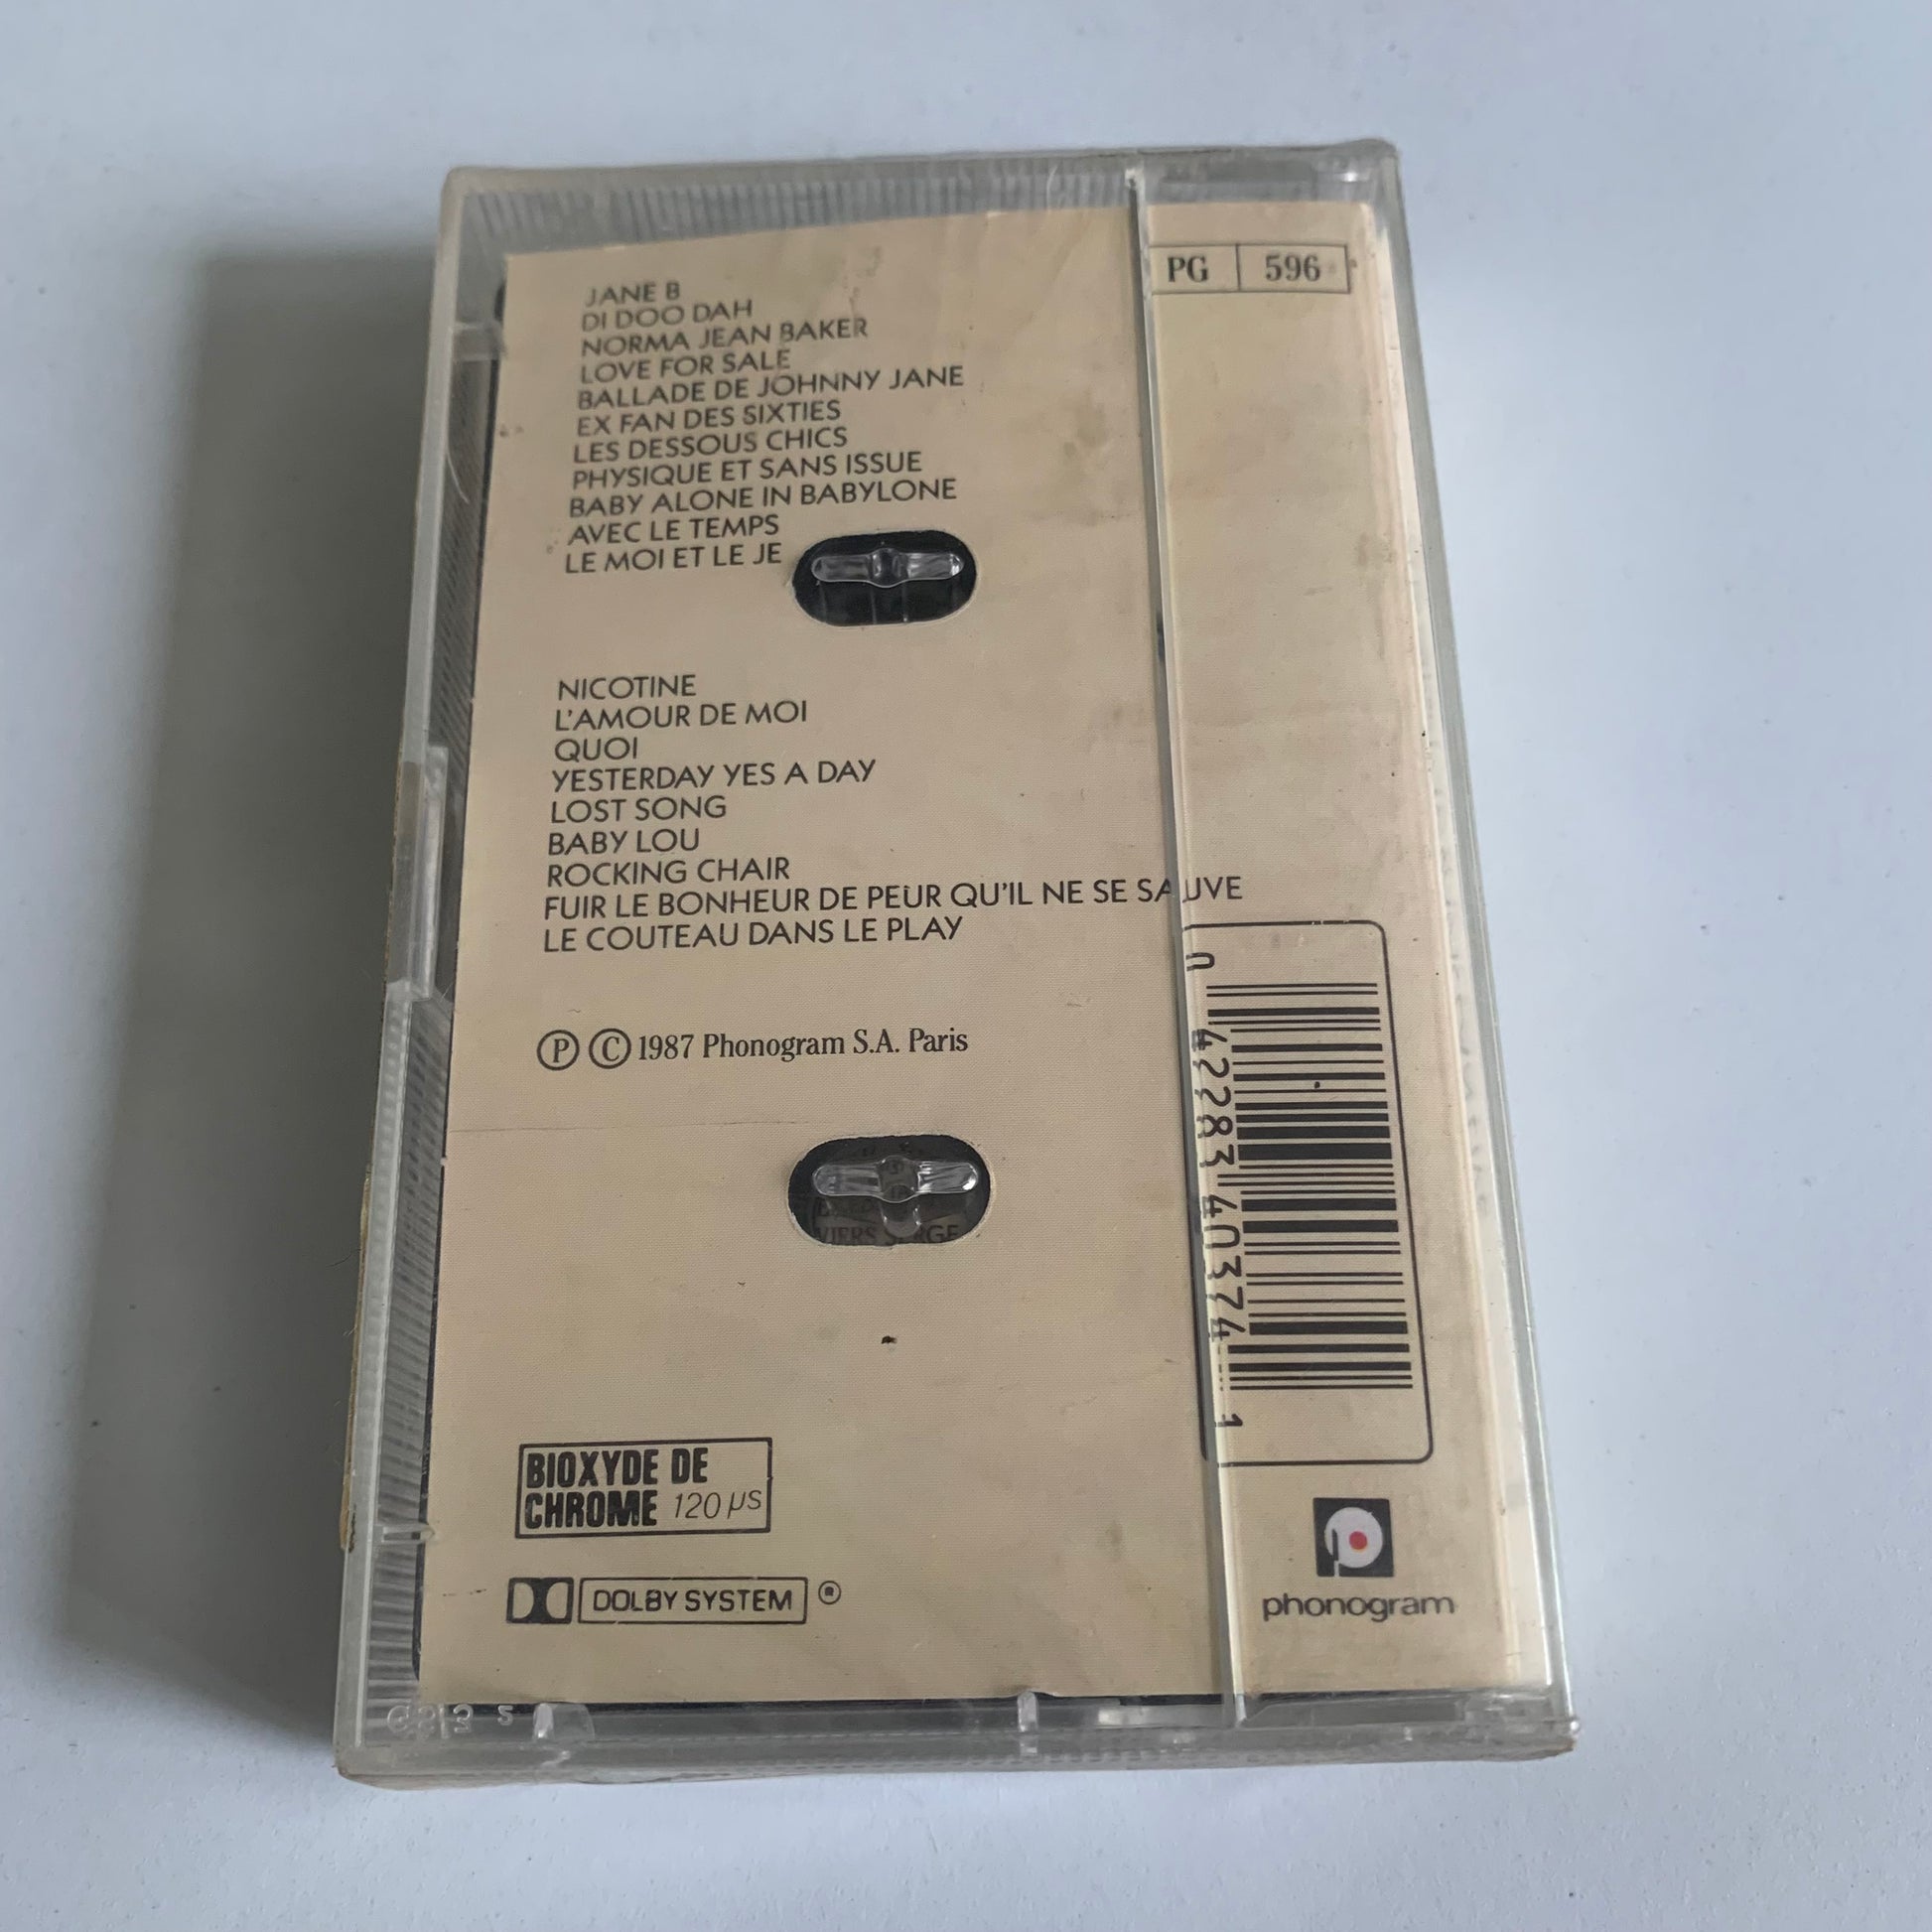 JANE B
DI DOO DAH
NORMA JEAN BAKER
LOVE FOR SALE
BALLADE DE JOHNNY JANE
EX FAN DES SIXTIES
LES DESSOUS CHICS
PHYSIQUE ET SANS ISSUE
BABY ALONE IN BABYLONE
AVEC LE TEMPS
LE MOI ET LE JE
NICOTINE
L'AMOUR DE MOI
QUOI
YESTERDAY YES A DAY
LOST SONG
BABY LOU
ROCKING CHAIR
FUIR LE BONHEUR DE PEUR QU'IL NE SE SAUVE
LE COUTEAU DANS LE PLAY
Ⓟ © 1987 Phonogram S.A. Paris
BIOXYDE DE
CHROME 120 µs
DOLBY SYSTEM ®
PG 596
0 42283 40374 1
phonogram